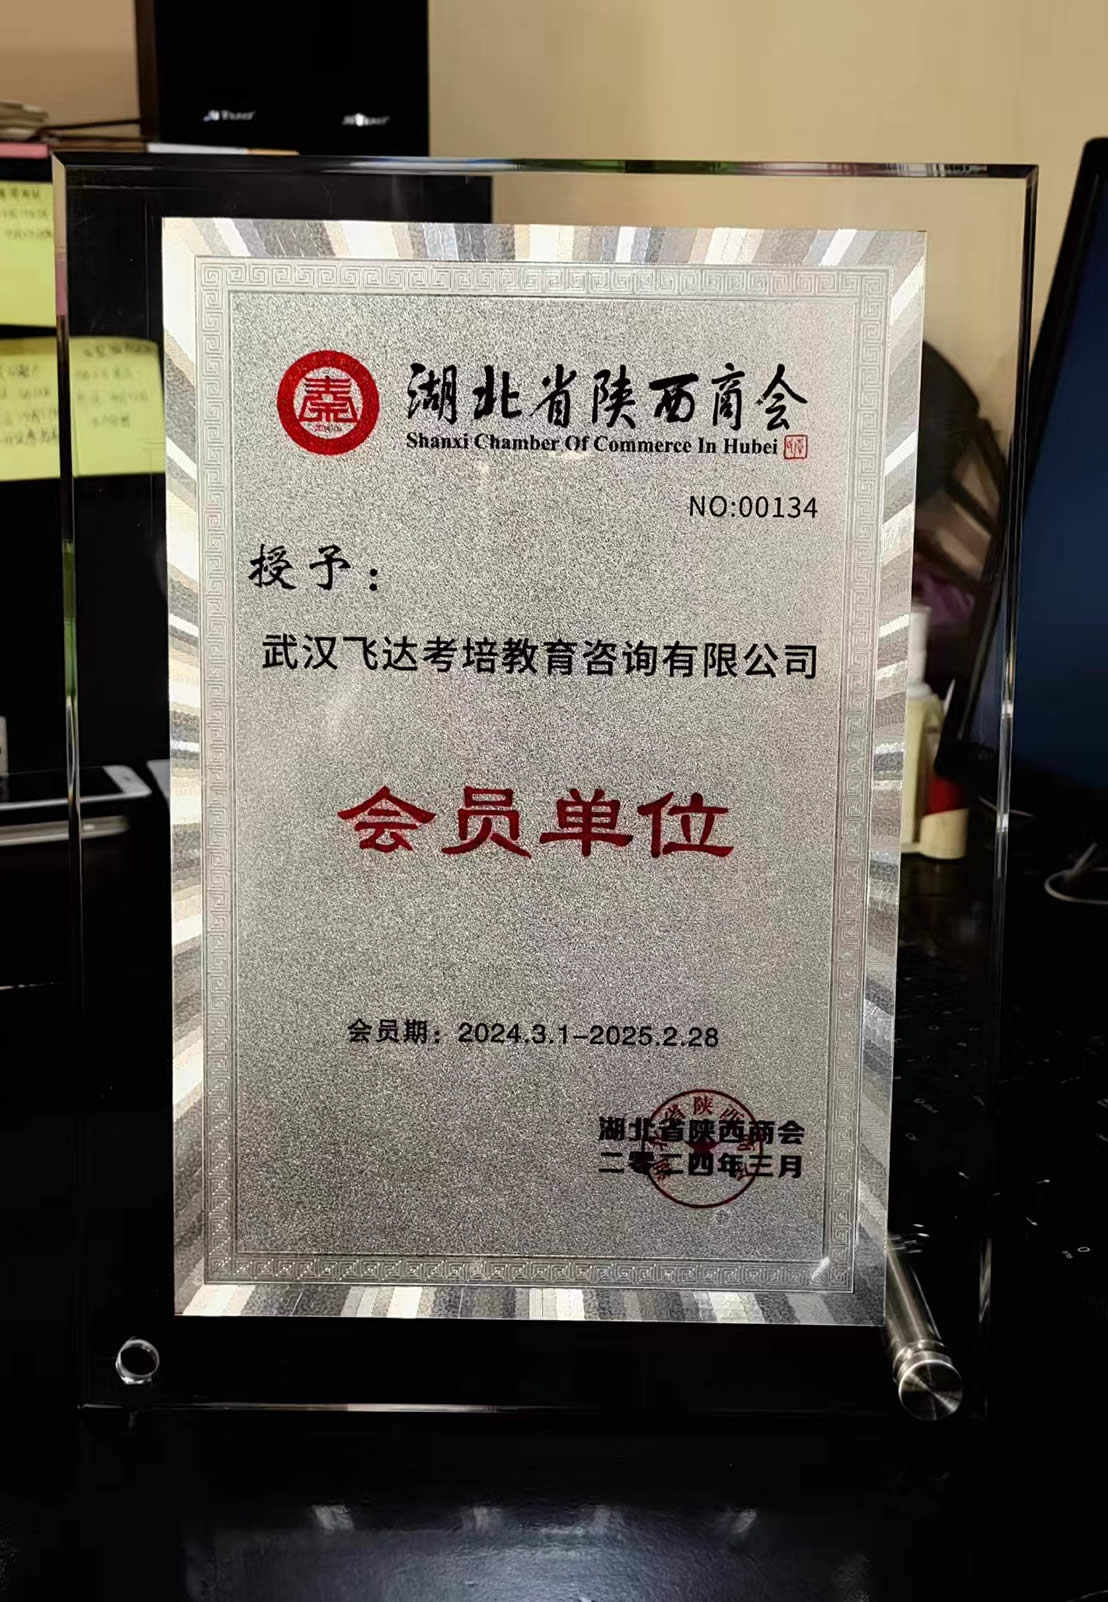 湖北省陕西商会
Shanxi Chamber Of Commerce In Hubei
NO:00134
授予：
武汉飞达考培教育咨询有限公司
会员单位
会员期：2024.3.1-2025.2.28
湖北省陕西商会
二零二四年三月